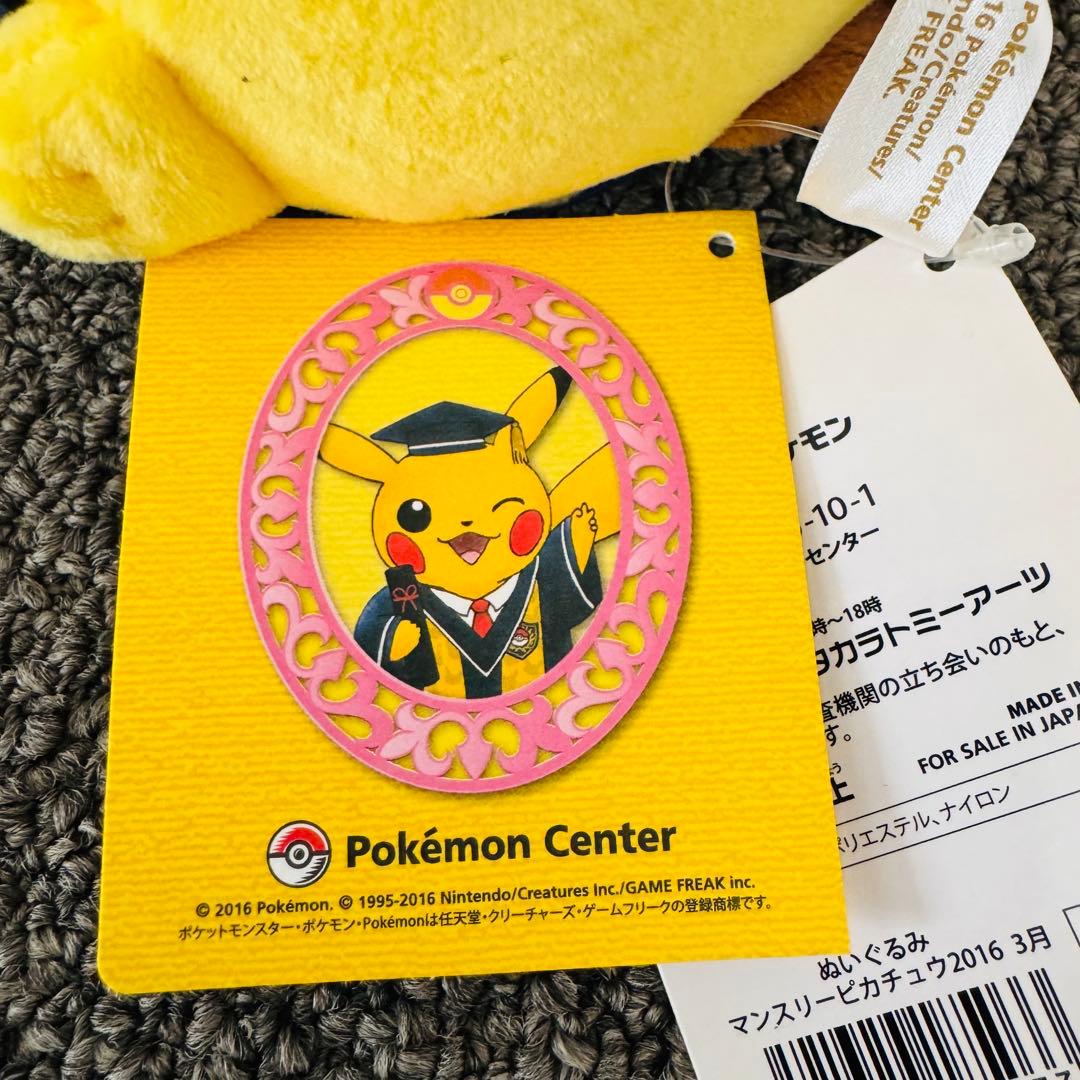 Pokémon Center
16 Pokémon/
ndo/Creatures/
FREAK.
モン
-10-1
センター
時~18時
タカラトミーアーツ
査機関の立ち会いのもと、
す。
MADE IN
FOR SALE IN JAPA
止
ポリエステル、ナイロン
Pokémon Center
© 2016 Pokémon. © 1995-2016 Nintendo/Creatures Inc./GAME FREAK inc.
ポケットモンスター・ポケモン・Pokémonは任天堂・クリーチャーズ・ゲームフリークの登録商標です。
ぬいぐるみ
マンスリーピカチュウ2016 3月